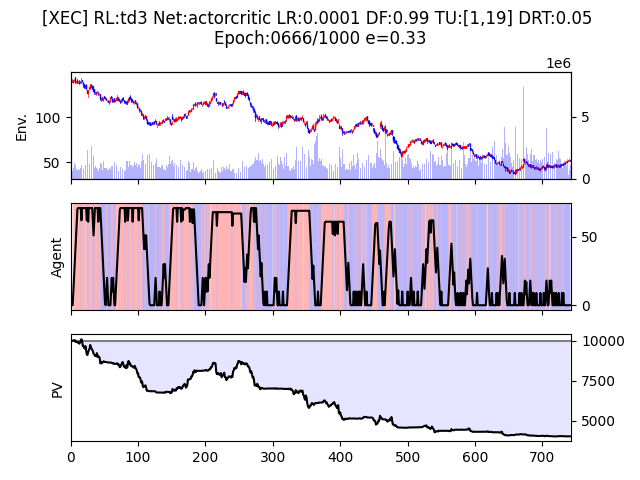 [XEC] RL:td3 Net:actorcritic LR:0.0001 DF:0.99 TU:[1,19] DRT:0.05
Epoch:0666/1000 e=0.33
1e6
Env.
100
50
5
0
Agent
50
0
PV
10000
7500
5000
0 100 200 300 400 500 600 700